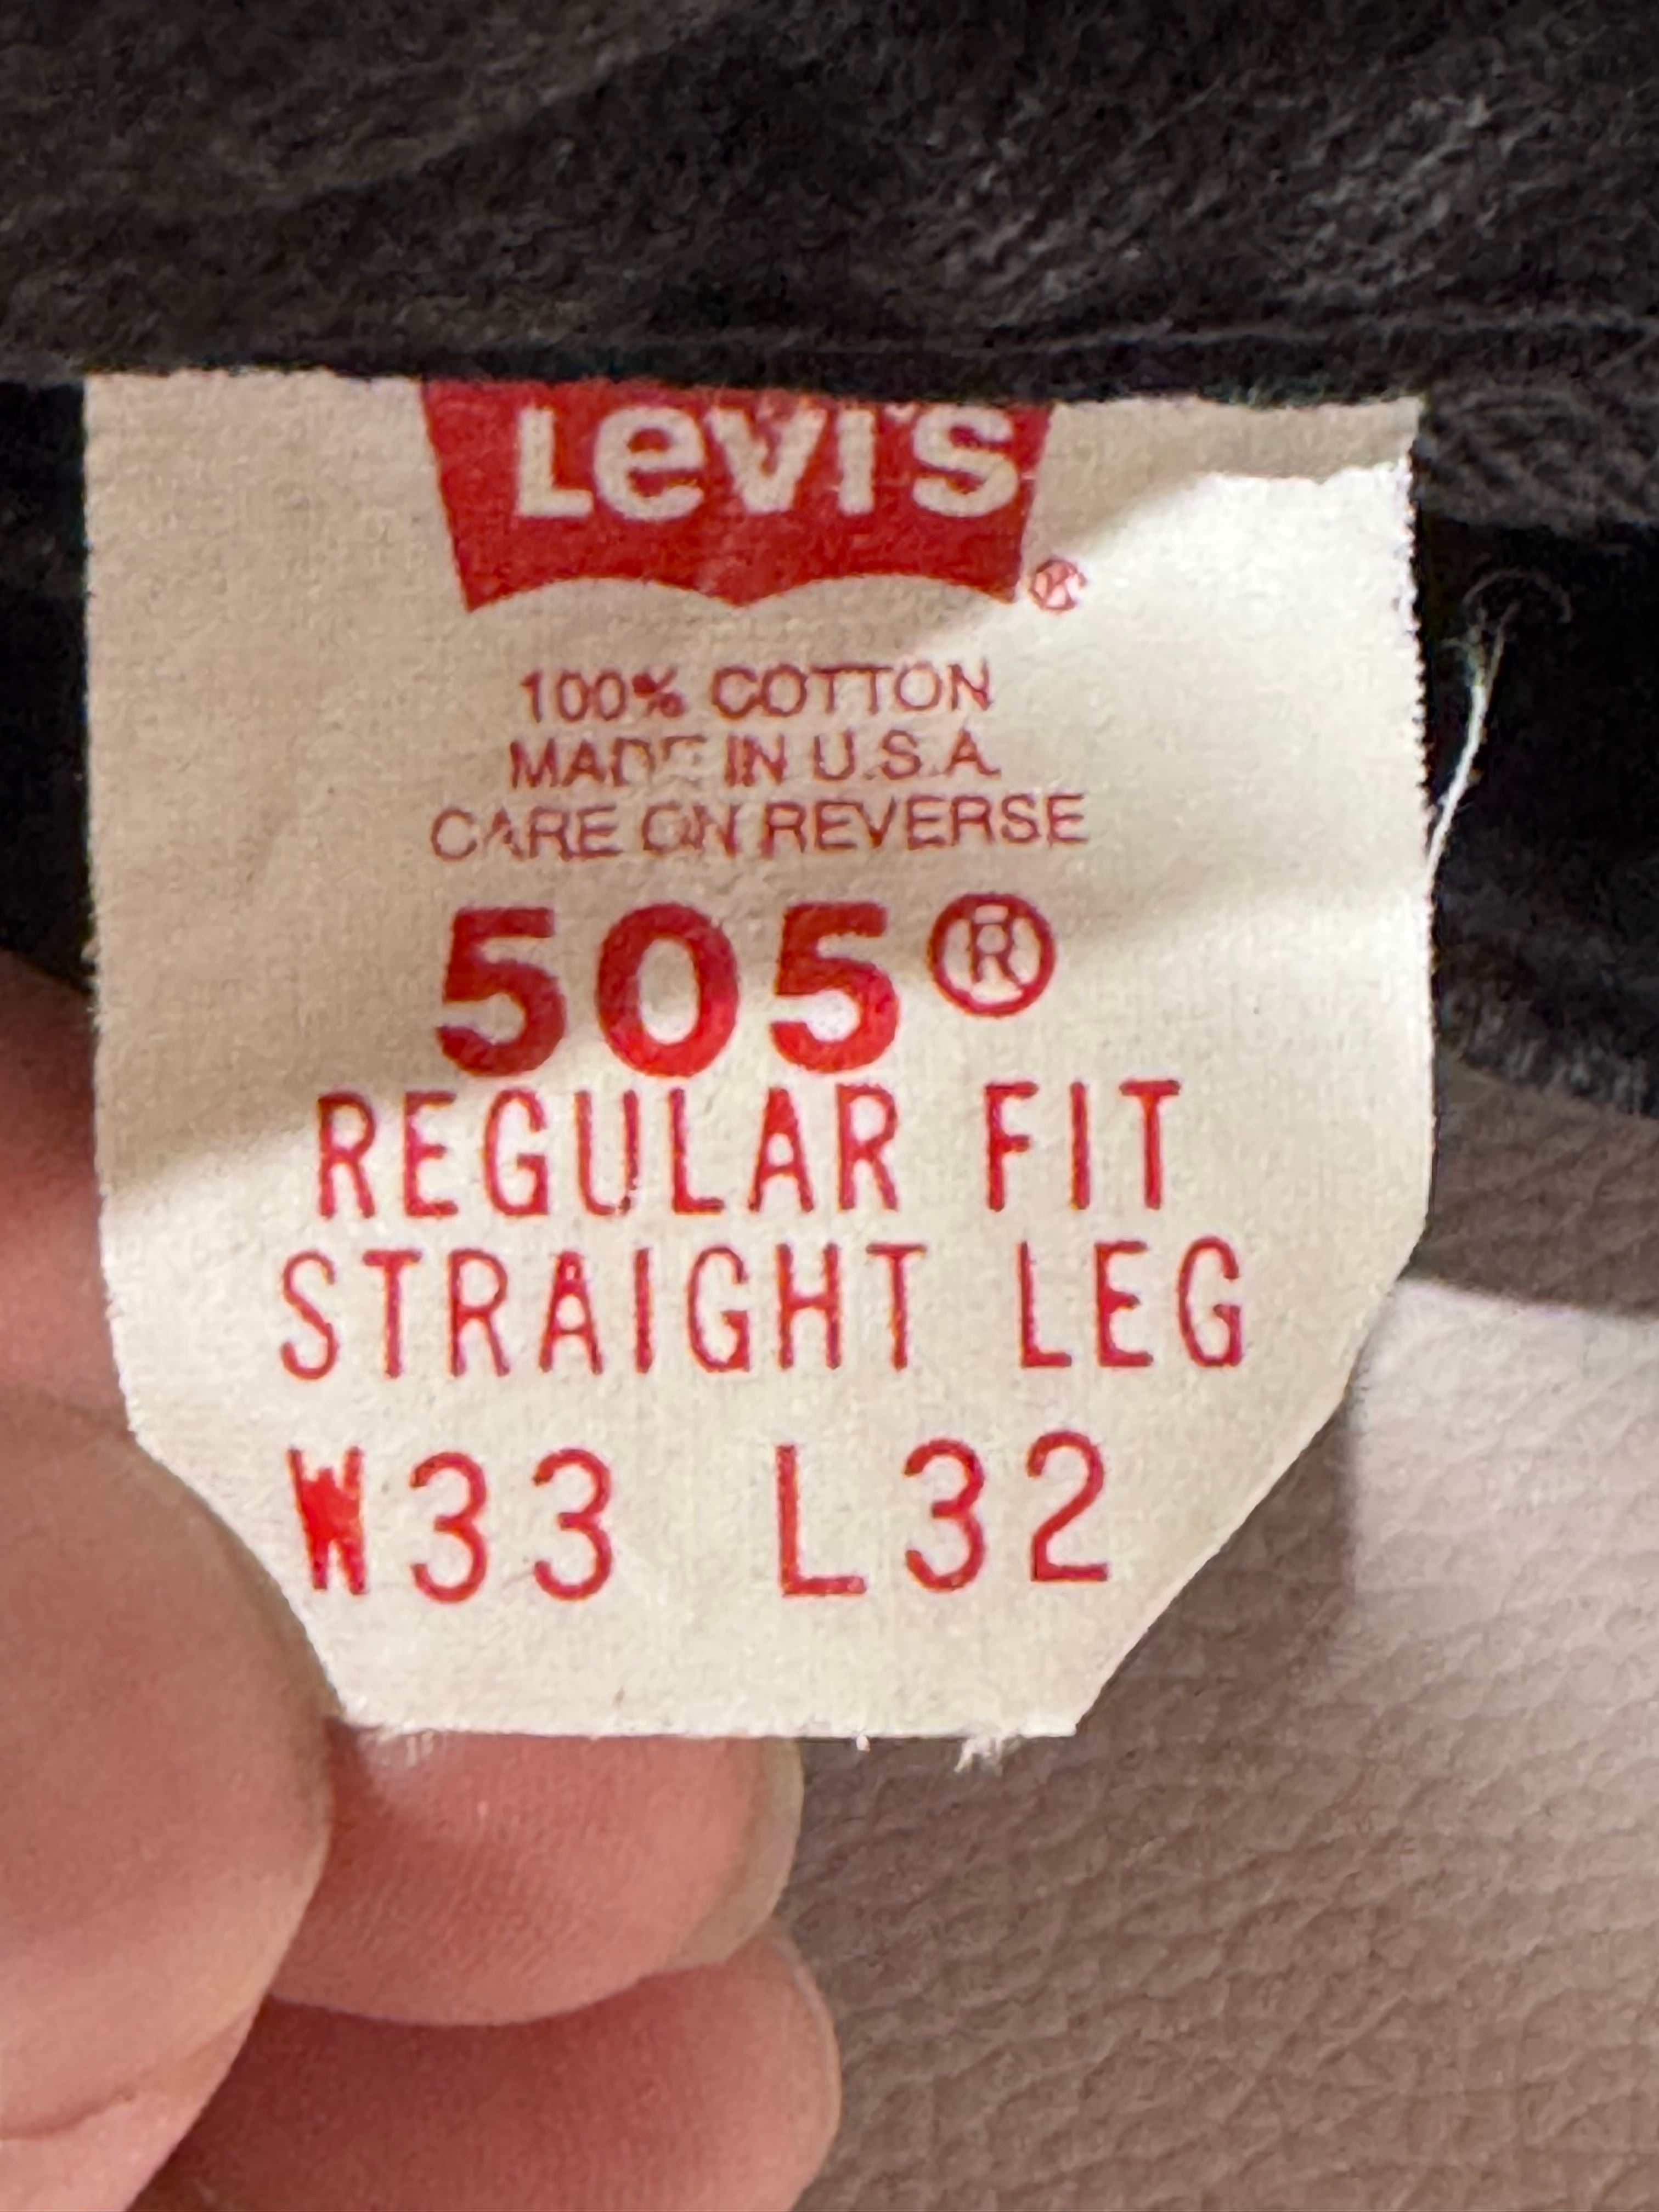 Levi's®
100% COTTON
MADE IN U.S.A.
CARE ON REVERSE
505®
REGULAR FIT
STRAIGHT LEG
W33 L32